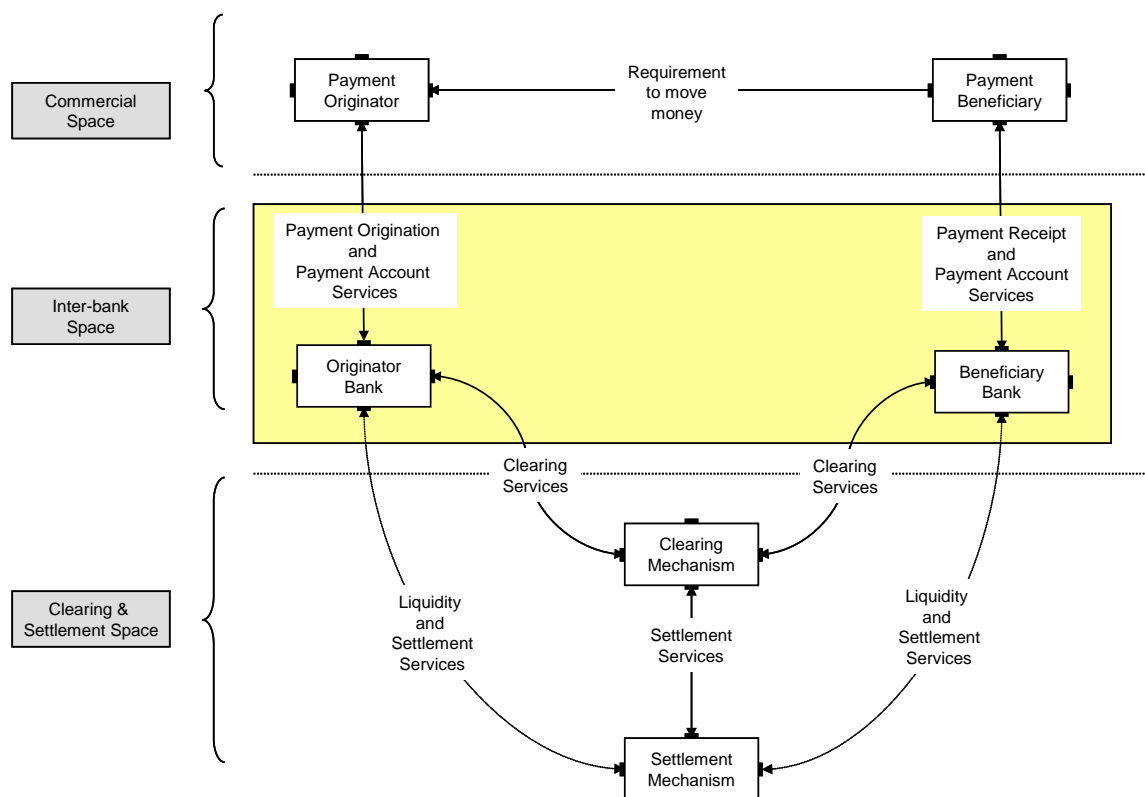 Commercial
Space
Payment
Originator
Requirement
to move
money
Payment
Beneficiary
Inter-bank
Space
Payment Origination
and
Payment Account
Services
Payment Receipt
and
Payment Account
Services
Originator
Bank
Beneficiary
Bank
Clearing
Services
Clearing
Services
Clearing &
Settlement Space
Clearing
Mechanism
Liquidity
and
Settlement
Services
Settlement
Services
Liquidity
and
Settlement
Services
Settlement
Mechanism